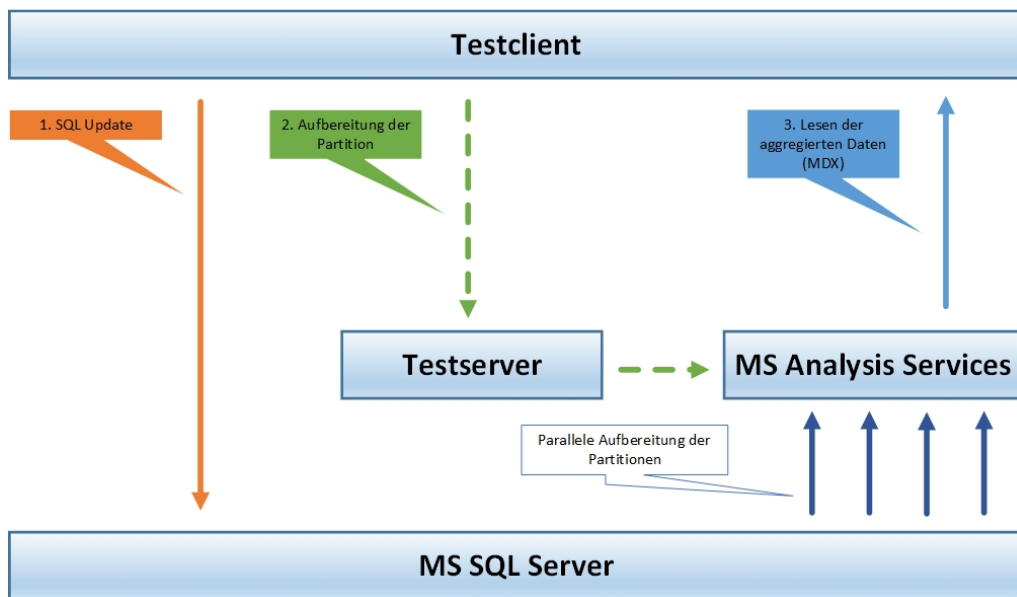 Testclient
1. SQL Update
2. Aufbereitung der
Partition
3. Lesen der
aggregierten Daten
(MDX)
Testserver
MS Analysis Services
Parallele Aufbereitung der
Partitionen
MS SQL Server